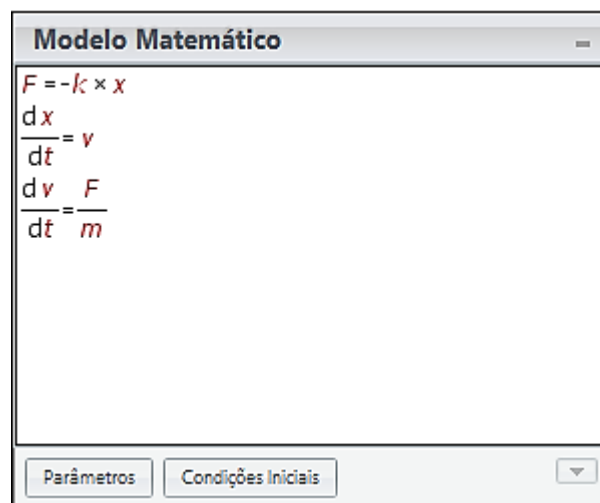 Modelo Matemático
F = -k × x
dx/dt = v
dv/dt = F/m
Parâmetros Condições Iniciais